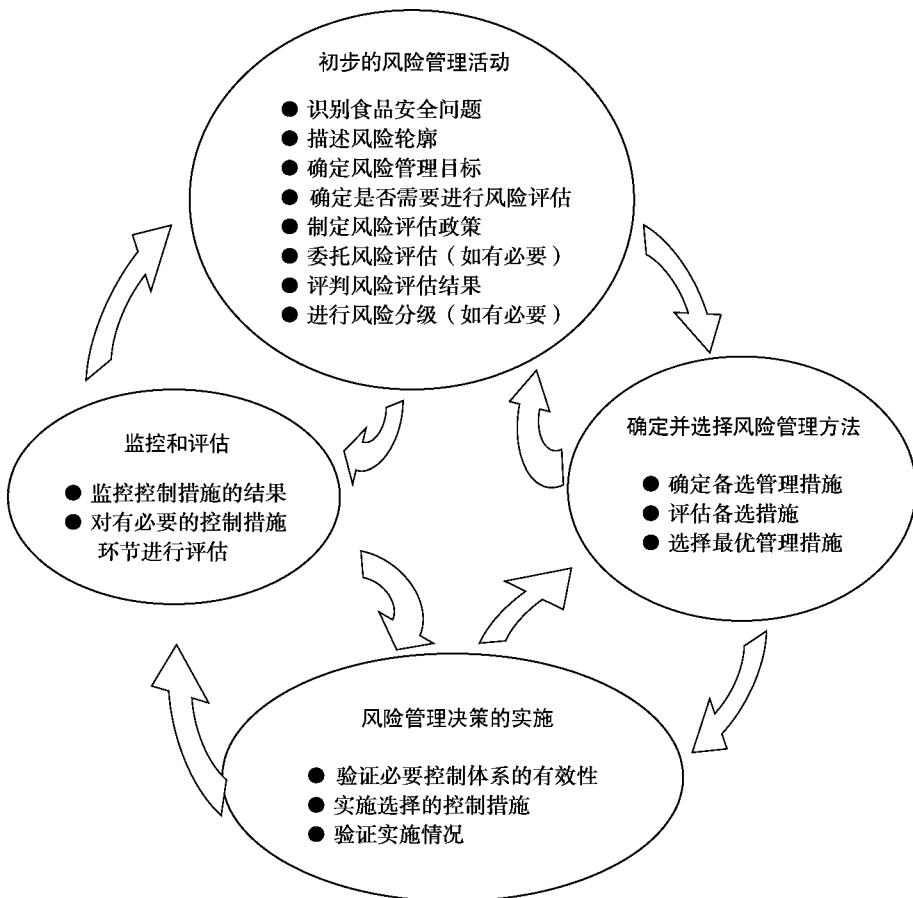 初步的风险管理活动
● 识别食品安全问题
● 描述风险轮廓
● 确定风险管理目标
● 确定是否需要进行风险评估
● 制定风险评估政策
● 委托风险评估（如有必要）
● 评判风险评估结果
● 进行风险分级（如有必要）
监控和评估
● 监控控制措施的结果
● 对有必要的控制措施
环节进行评估
确定并选择风险管理方法
● 确定备选管理措施
● 评估备选措施
● 选择最优管理措施
风险管理决策的实施
● 验证必要控制体系的有效性
● 实施选择的控制措施
● 验证实施情况